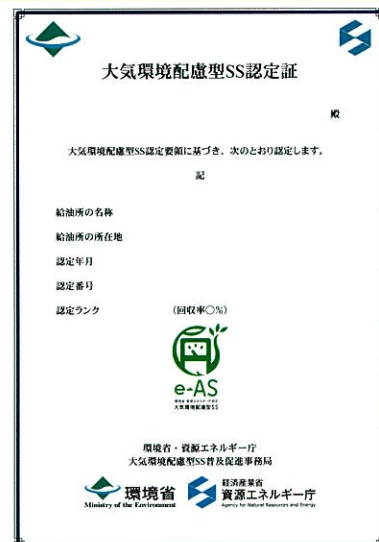 大気環境配慮型SS認定証
殿
大気環境配慮型SS認定要領に基づき、次のとおり認定します。
記
給油所の名称
給油所の所在地
認定年月
認定番号
認定ランク (回収率○%)
e→AS
大気環境配慮型SS
環境省・資源エネルギー庁
大気環境配慮型SS普及促進事務局
環境省
Ministry of the Environment
経済産業省
資源エネルギー庁
Agency for Natural Resources and Energy